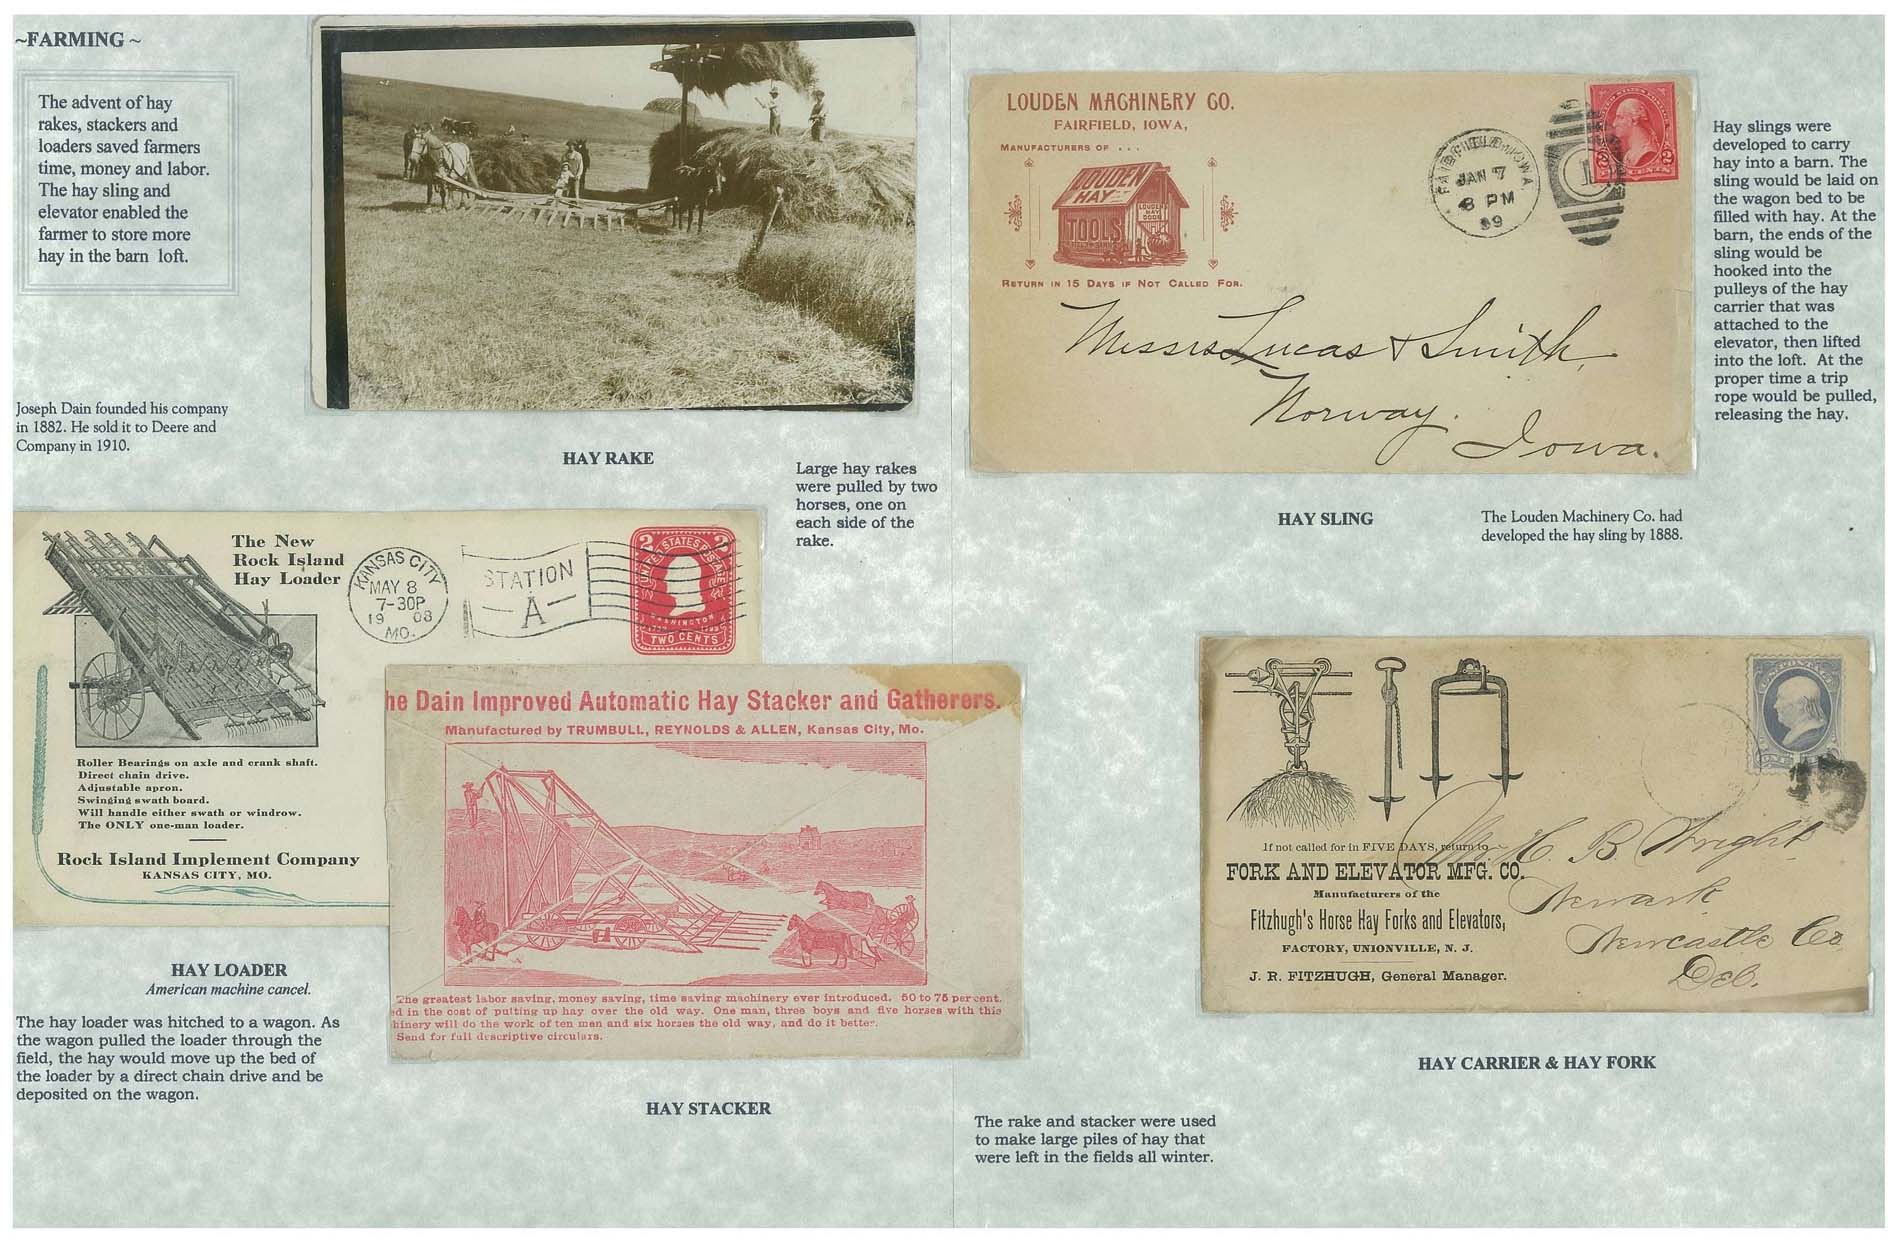 ~FARMING ~
The advent of hay
rakes, stackers and
loaders saved farmers
time, money and labor.
The hay sling and
elevator enabled the
farmer to store more
hay in the barn loft.
Joseph Dain founded his company
in 1882. He sold it to Deere and
Company in 1910.
HAY RAKE
Large hay rakes
were pulled by two
horses, one on
each side of the
rake.
The New
Rock Island
Hay Loader
KANSAS CITY
MAY 8
7-30P
1908
MO.
STATION
A
2 2
UNITED STATES POSTAGE
WASHINGTON
TWO CENTS
Roller Bearings on axle and crank shaft.
Direct chain drive.
Adjustable apron.
Swinging swath board.
Will handle either swath or windrow.
The ONLY one-man loader.
Rock Island Implement Company
KANSAS CITY, MO.
HAY LOADER
American machine cancel.
The hay loader was hitched to a wagon. As
the wagon pulled the loader through the
field, the hay would move up the bed of
the loader by a direct chain drive and be
deposited on the wagon.
he Dain Improved Automatic Hay Stacker and Gatherers.
Manufactured by TRUMBULL, REYNOLDS & ALLEN, Kansas City, Mo.
The greatest labor saving, money saving, time saving machinery ever introduced. 50 to 75 per cent.
ed in the cost of putting up hay over the old way. One man, three boys and five horses with this
hinery will do the work of ten men and six horses the old way, and do it better.
Send for full descriptive circulars.
HAY STACKER
LOUDEN MACHINERY CO.
FAIRFIELD, IOWA,
MANUFACTURERS OF . . .
LOUDEN
HAY
TOOLS
LOUDEN
HAY
DOOR
RETURN IN 15 DAYS IF NOT CALLED FOR.
FAIRFIELD, IOWA
JAN 7
8 PM
99
1
2 2
CENTS
Messrs Lucas & Smith,
Norway.
Iowa.
HAY SLING
The Louden Machinery Co. had
developed the hay sling by 1888.
Hay slings were
developed to carry
hay into a barn. The
sling would be laid on
the wagon bed to be
filled with hay. At the
barn, the ends of the
sling would be
hooked into the
pulleys of the hay
carrier that was
attached to the
elevator, then lifted
into the loft. At the
proper time a trip
rope would be pulled,
releasing the hay.
U.S. POSTAGE
If not called for in FIVE DAYS, return to
FORK AND ELEVATOR MFG. CO.
Manufacturers of the
Fitzhugh's Horse Hay Forks and Elevators,
FACTORY, UNIONVILLE, N. J.
J. R. FITZHUGH, General Manager.
Mr. H. B. Wright
Newark
Newcastle Co
Del.
HAY CARRIER & HAY FORK
The rake and stacker were used
to make large piles of hay that
were left in the fields all winter.